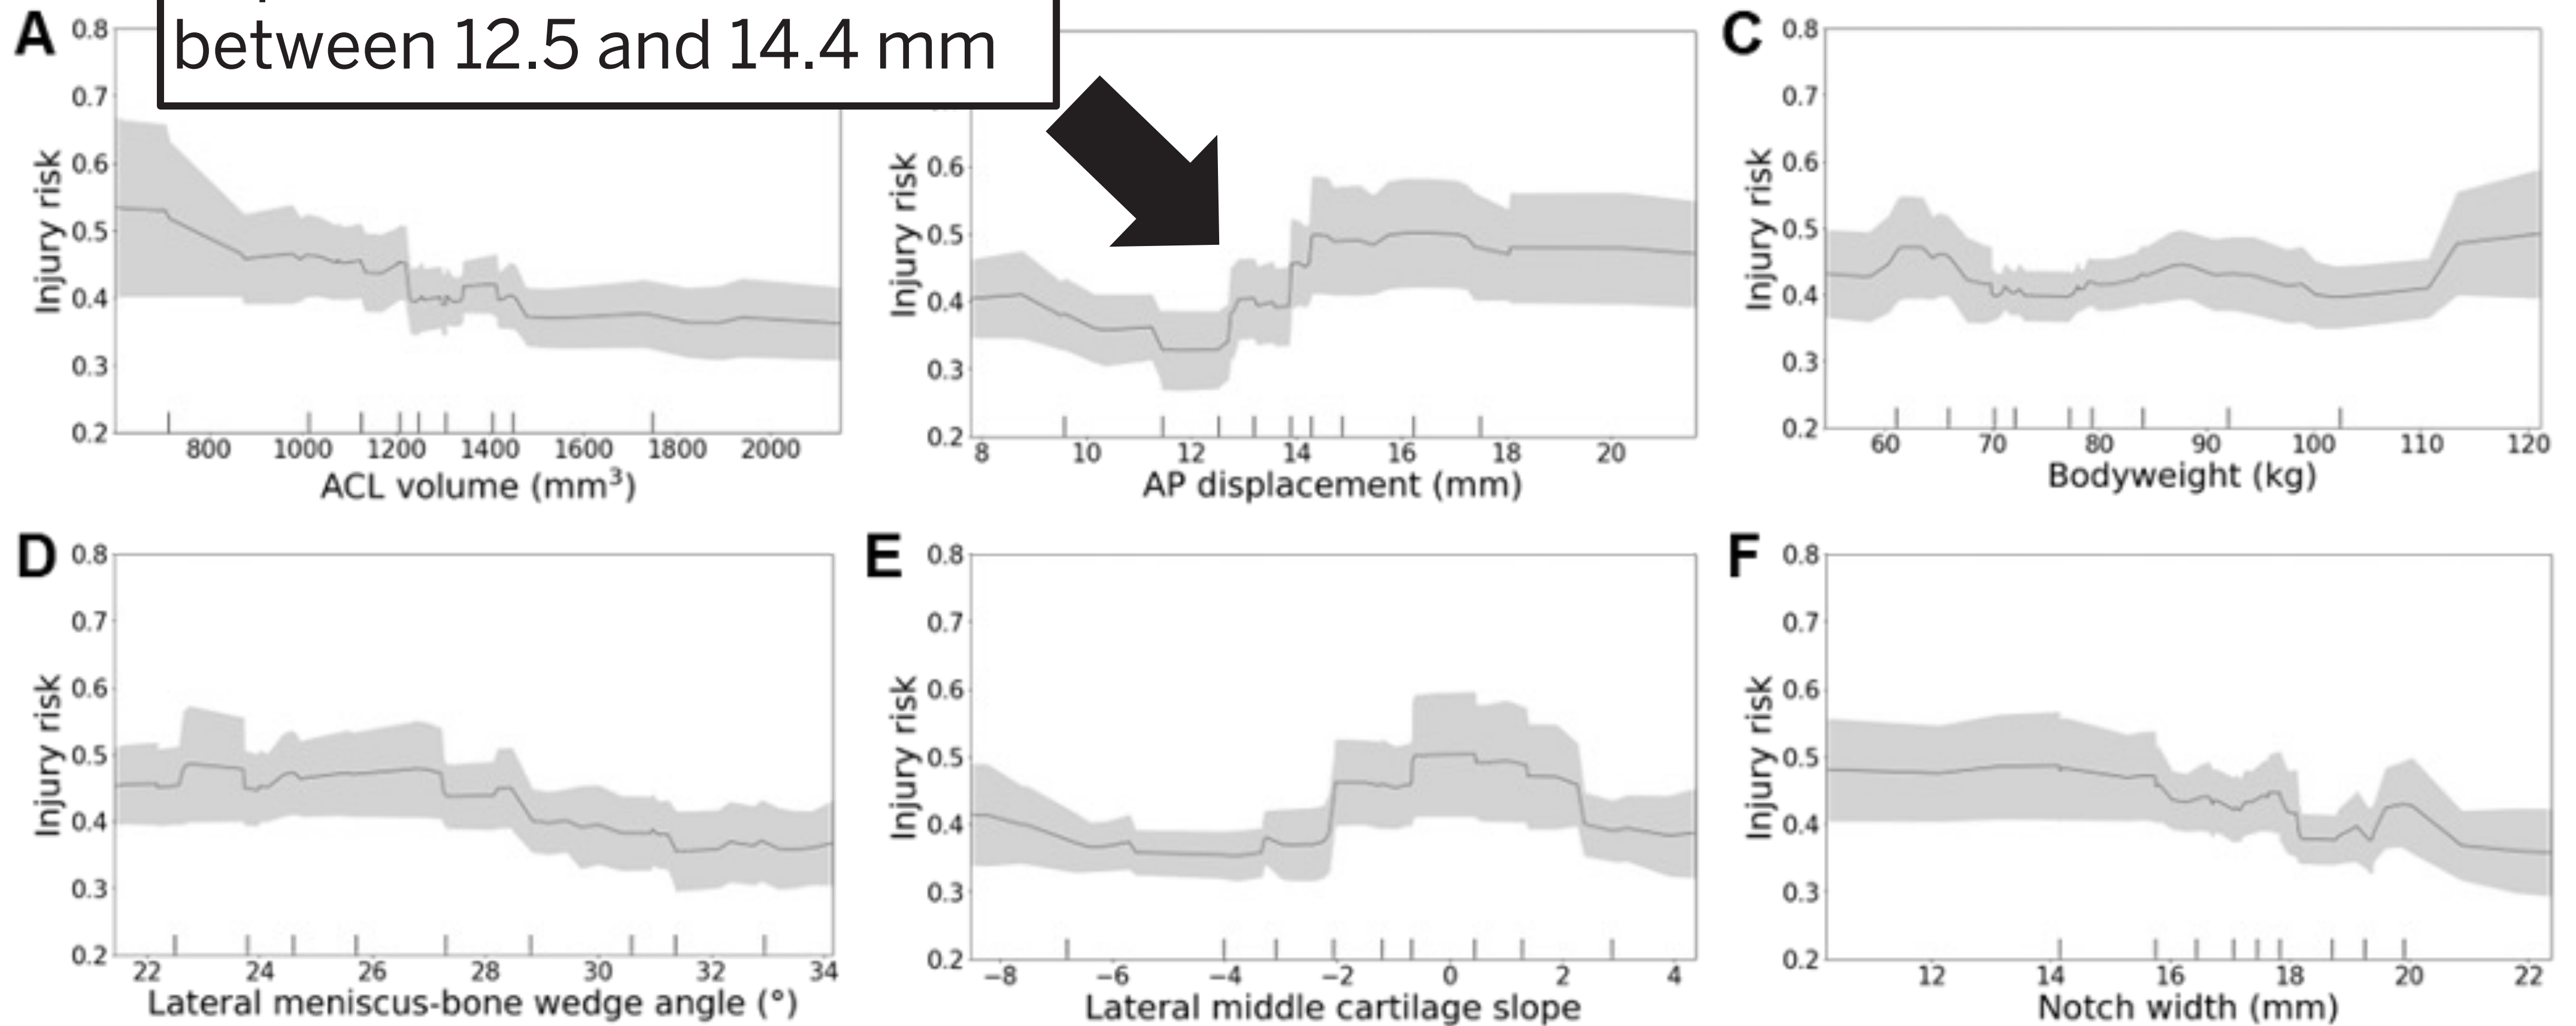 between 12.5 and 14.4 mm
A
0.8
0.7
0.6
0.5
0.4
0.3
0.2
Injury risk
800 1000 1200 1400 1600 1800 2000
ACL volume (mm³)
0.6
0.5
0.4
0.3
0.2
Injury risk
8 10 12 14 16 18 20
AP displacement (mm)
C
0.8
0.7
0.6
0.5
0.4
0.3
0.2
Injury risk
60 70 80 90 100 110 120
Bodyweight (kg)
D
0.8
0.7
0.6
0.5
0.4
0.3
0.2
Injury risk
22 24 26 28 30 32 34
Lateral meniscus-bone wedge angle (°)
E
0.8
0.7
0.6
0.5
0.4
0.3
0.2
Injury risk
−8 −6 −4 −2 0 2 4
Lateral middle cartilage slope
F
0.8
0.7
0.6
0.5
0.4
0.3
0.2
Injury risk
12 14 16 18 20 22
Notch width (mm)